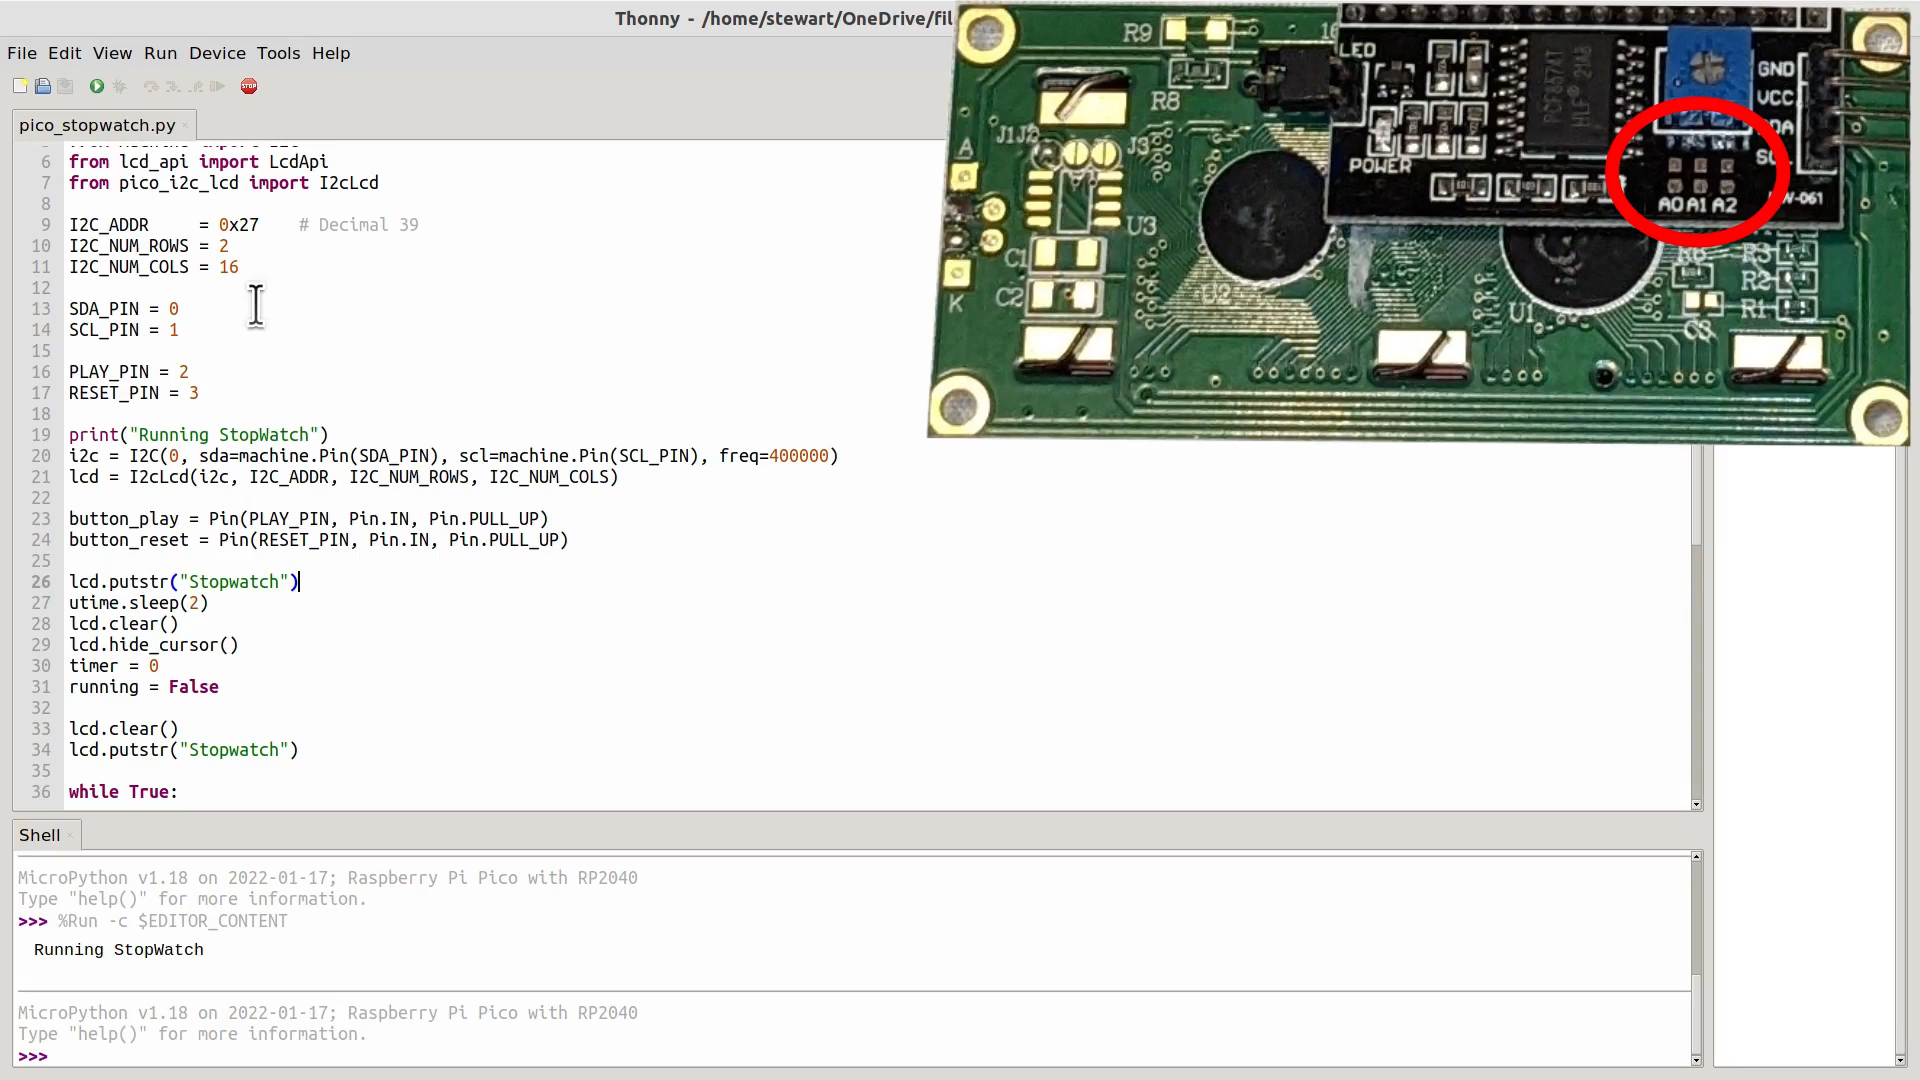 Thonny - /home/stewart/OneDrive/fil
File Edit View Run Device Tools Help
STOP
pico_stopwatch.py
6 from lcd_api import LcdApi
7 from pico_i2c_lcd import I2cLcd
8
9 I2C_ADDR     = 0x27    # Decimal 39
10 I2C_NUM_ROWS = 2
11 I2C_NUM_COLS = 16
12
13 SDA_PIN = 0
14 SCL_PIN = 1
15
16 PLAY_PIN = 2
17 RESET_PIN = 3
18
19 print("Running StopWatch")
20 i2c = I2C(0, sda=machine.Pin(SDA_PIN), scl=machine.Pin(SCL_PIN), freq=400000)
21 lcd = I2cLcd(i2c, I2C_ADDR, I2C_NUM_ROWS, I2C_NUM_COLS)
22
23 button_play = Pin(PLAY_PIN, Pin.IN, Pin.PULL_UP)
24 button_reset = Pin(RESET_PIN, Pin.IN, Pin.PULL_UP)
25
26 lcd.putstr("Stopwatch")
27 utime.sleep(2)
28 lcd.clear()
29 lcd.hide_cursor()
30 timer = 0
31 running = False
32
33 lcd.clear()
34 lcd.putstr("Stopwatch")
35
36 while True:
Shell
MicroPython v1.18 on 2022-01-17; Raspberry Pi Pico with RP2040
Type "help()" for more information.
>>> %Run -c $EDITOR_CONTENT
Running StopWatch
MicroPython v1.18 on 2022-01-17; Raspberry Pi Pico with RP2040
Type "help()" for more information.
>>>
R9
16
LED
R8
J1J2
J3
A
U3
C1
C2
K
POWER
GND
VCC
A0 A1 A2
-061
U2
U1
R3
R2
R1
C3